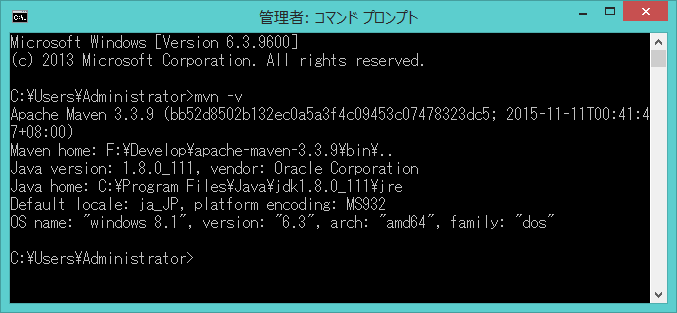 管理者: コマンド プロンプト
Microsoft Windows [Version 6.3.9600]
(c) 2013 Microsoft Corporation. All rights reserved.
C:¥Users¥Administrator>mvn -v
Apache Maven 3.3.9 (bb52d8502b132ec0a5a3f4c09453c07478323dc5; 2015-11-11T00:41:4
7+08:00)
Maven home: F:¥Develop¥apache-maven-3.3.9¥bin¥..
Java version: 1.8.0_111, vendor: Oracle Corporation
Java home: C:¥Program Files¥Java¥jdk1.8.0_111¥jre
Default locale: ja_JP, platform encoding: MS932
OS name: "windows 8.1", version: "6.3", arch: "amd64", family: "dos"
C:¥Users¥Administrator>